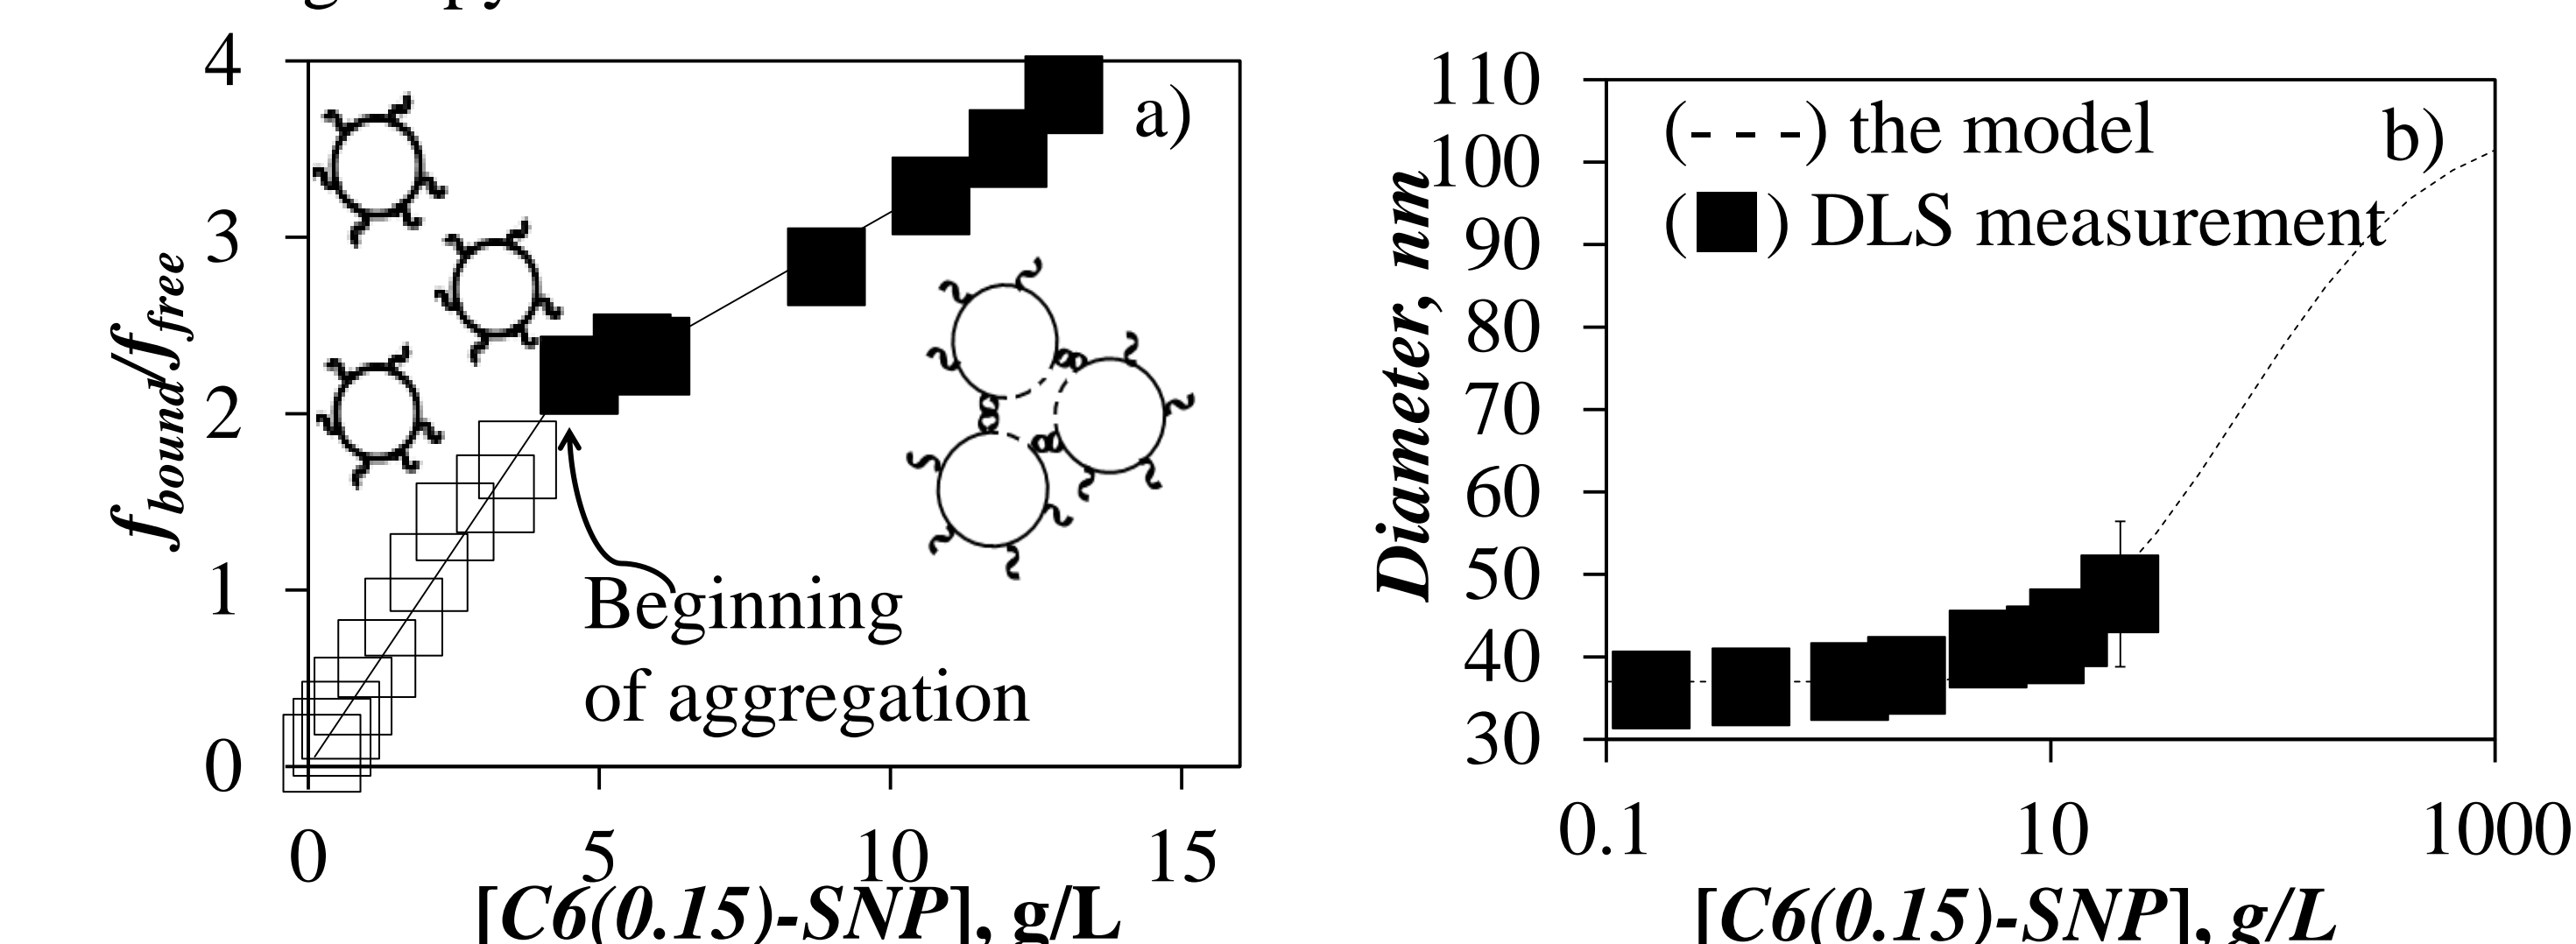 4
3
2
1
0
f bound/f free
a)
Beginning
of aggregation
0 5 10 15
[C6(0.15)-SNP], g/L
110
100
90
80
70
60
50
40
30
Diameter, nm
(- - -) the model
(■) DLS measurement
b)
0.1 10 1000
[C6(0.15)-SNP], g/L